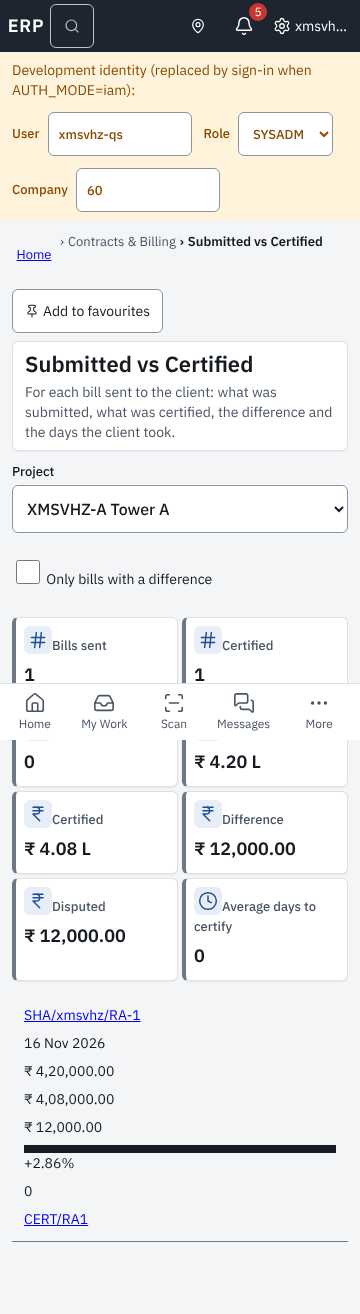 ERP
5
xmsvh...
Development identity (replaced by sign-in when
AUTH_MODE=iam):
User xmsvhz-qs Role SYSADM
Company 60
Home › Contracts & Billing › Submitted vs Certified
Add to favourites
Submitted vs Certified
For each bill sent to the client: what was
submitted, what was certified, the difference and
the days the client took.
Project
XMSVHZ-A Tower A
Only bills with a difference
# Bills sent
1
# Certified
1
Home
My Work
Scan
Messages
More
0
₹ 4.20 L
₹ Certified
₹ 4.08 L
₹ Difference
₹ 12,000.00
₹ Disputed
₹ 12,000.00
Average days to
certify
0
SHA/xmsvhz/RA-1
16 Nov 2026
₹ 4,20,000.00
₹ 4,08,000.00
₹ 12,000.00
+2.86%
0
CERT/RA1